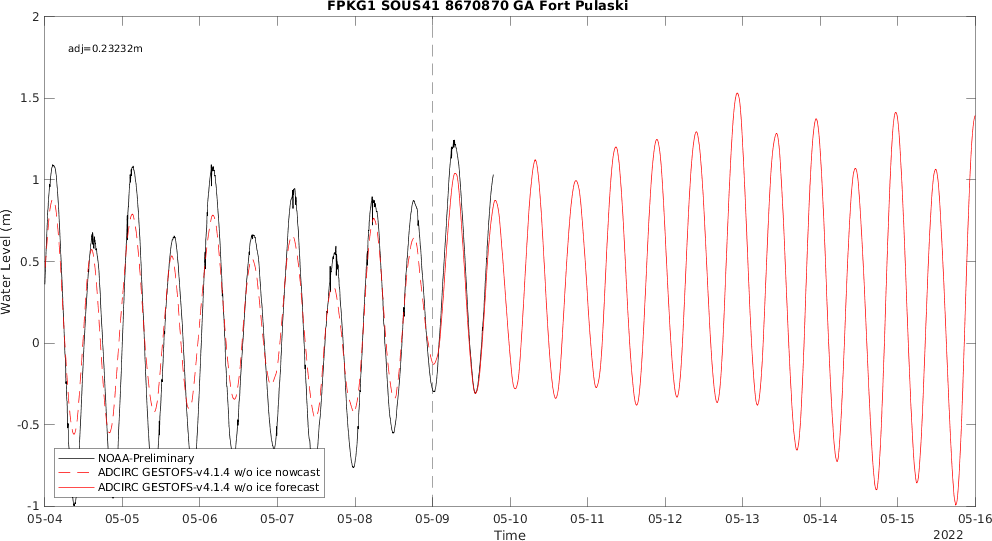 FPKG1 SOUS41 8670870 GA Fort Pulaski
adj=0.23232m
2
1.5
1
0.5
0
-0.5
-1
Water Level (m)
NOAA-Preliminary
ADCIRC GESTOFS-v4.1.4 w/o ice nowcast
ADCIRC GESTOFS-v4.1.4 w/o ice forecast
05-04 05-05 05-06 05-07 05-08 05-09 05-10 05-11 05-12 05-13 05-14 05-15 05-16
Time
2022